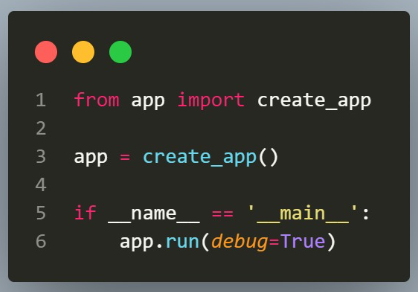 1 from app import create_app
2
3 app = create_app()
4
5 if __name__ == '__main__':
6     app.run(debug=True)